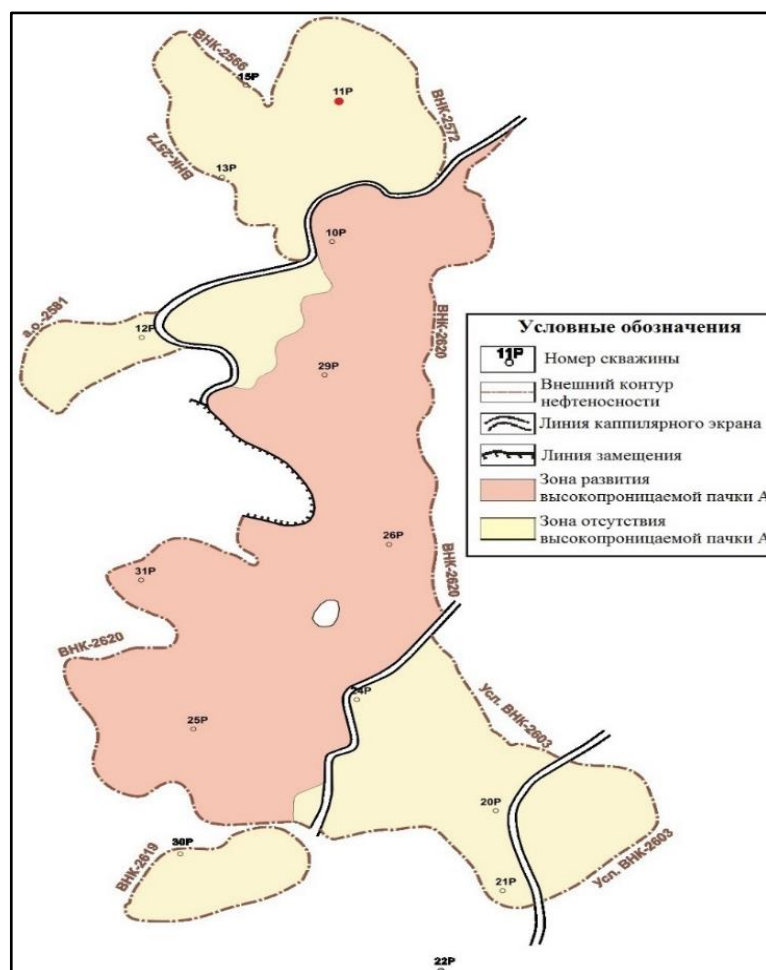 ВНК-2566
15Р
11Р
ВНК-2572
ВНК-2572
13Р
10Р
а.о.-2581
12Р
ВНК-2620
29Р
Условные обозначения
11Р
Номер скважины
Внешний контур
нефтеносности
Линия каппилярного экрана
Линия замещения
Зона развития
высокопроницаемой пачки А
Зона отсутствия
высокопроницаемой пачки А
26Р
31Р
ВНК-2620
ВНК-2620
24Р
Усл. ВНК-2603
25Р
20Р
30Р
ВНК-2619
21Р
Усл. ВНК-2603
22Р